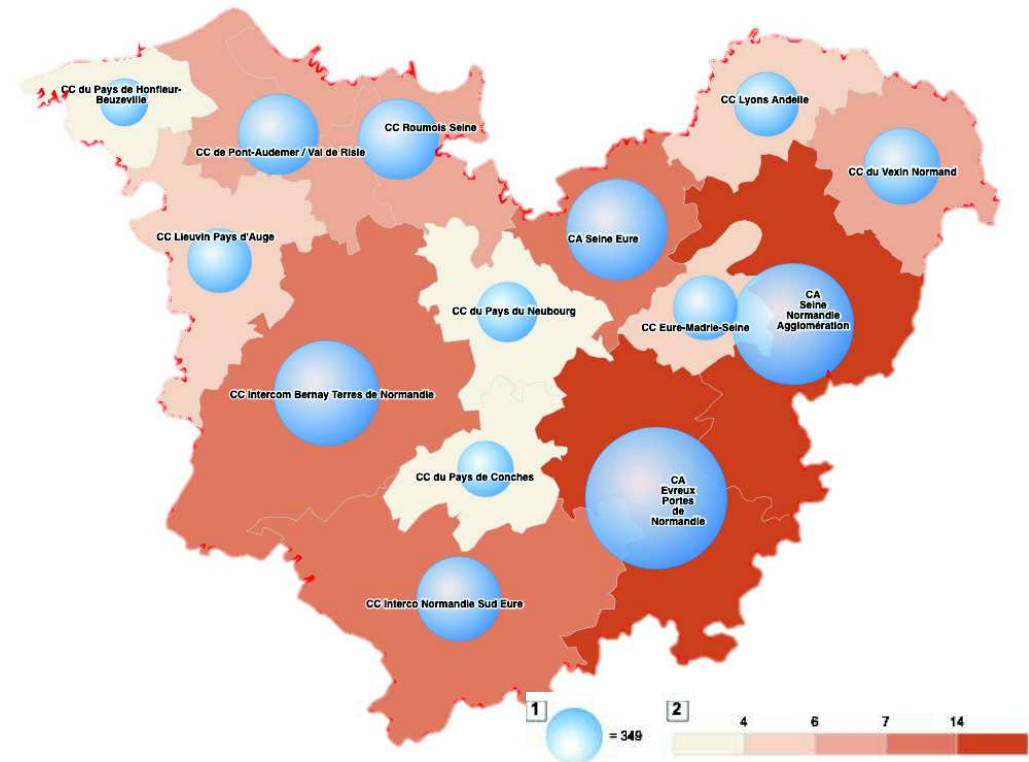 CC du Pays de Honfleur-
Beuzeville
CC Roumois Seine
CC de Pont-Audemer / Val de Risle
CC Lyons Andelle
CC du Vexin Normand
CC Lieuvin Pays d'Auge
CA Seine Eure
CC du Pays du Neubourg
CC Eure-Madrie-Seine
CA
Seine
Normandie
Agglomération
CC Intercom Bernay Terres de Normandie
CC du Pays de Conches
CA
Evreux
Portes
de
Normandie
CC Interco Normandie Sud Eure
1
= 349
2
4 6 7 14